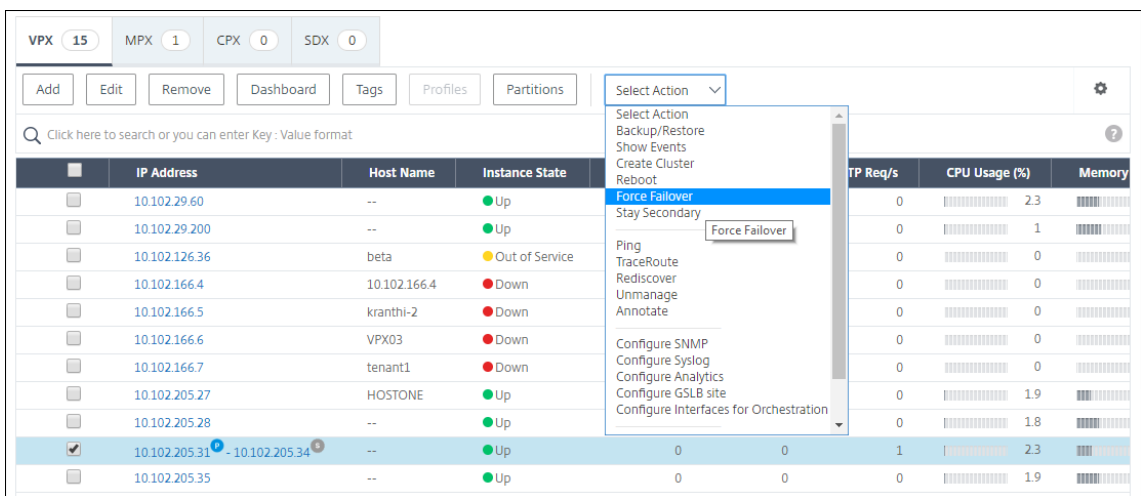 VPX 15 MPX 1 CPX 0 SDX 0
Add Edit Remove Dashboard Tags Profiles Partitions Select Action
Click here to search or you can enter Key : Value format ?
Select Action
Backup/Restore
Show Events
Create Cluster
Reboot
Force Failover
Stay Secondary
Force Failover
Ping
TraceRoute
Rediscover
Unmanage
Annotate
Configure SNMP
Configure Syslog
Configure Analytics
Configure GSLB site
Configure Interfaces for Orchestration
IP Address Host Name Instance State TP Req/s CPU Usage (%) Memory
10.102.29.60 -- Up 0 2.3
10.102.29.200 -- Up 0 1
10.102.126.36 beta Out of Service 0 0
10.102.166.4 10.102.166.4 Down 0 0
10.102.166.5 kranthi-2 Down 0 0
10.102.166.6 VPX03 Down 0 0
10.102.166.7 tenant1 Down 0 0
10.102.205.27 HOSTONE Up 0 1.9
10.102.205.28 -- Up 0 1.8
10.102.205.31 P - 10.102.205.34 S -- Up 0 0 1 2.3
10.102.205.35 -- Up 0 0 0 1.9